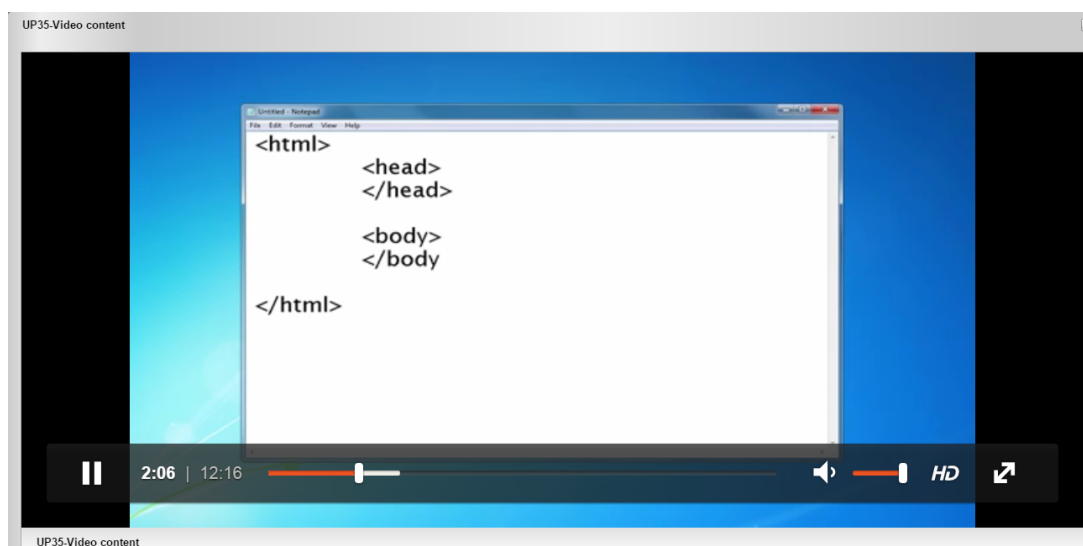 UP35-Video content
Untitled - Notepad
File Edit Format View Help
<html>
<head>
</head>
<body>
</body
</html>
2:06 | 12:16
HD
UP35-Video content